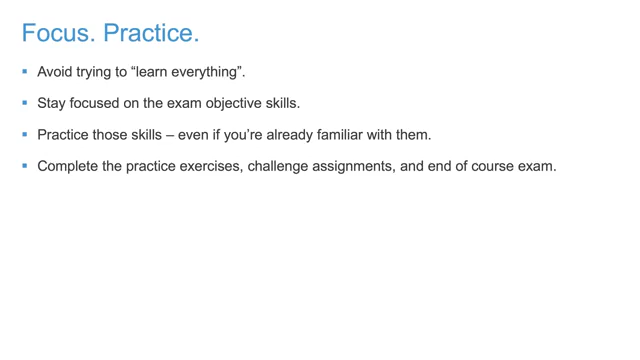 Focus. Practice.
▪ Avoid trying to “learn everything”.
▪ Stay focused on the exam objective skills.
▪ Practice those skills – even if you’re already familiar with them.
▪ Complete the practice exercises, challenge assignments, and end of course exam.